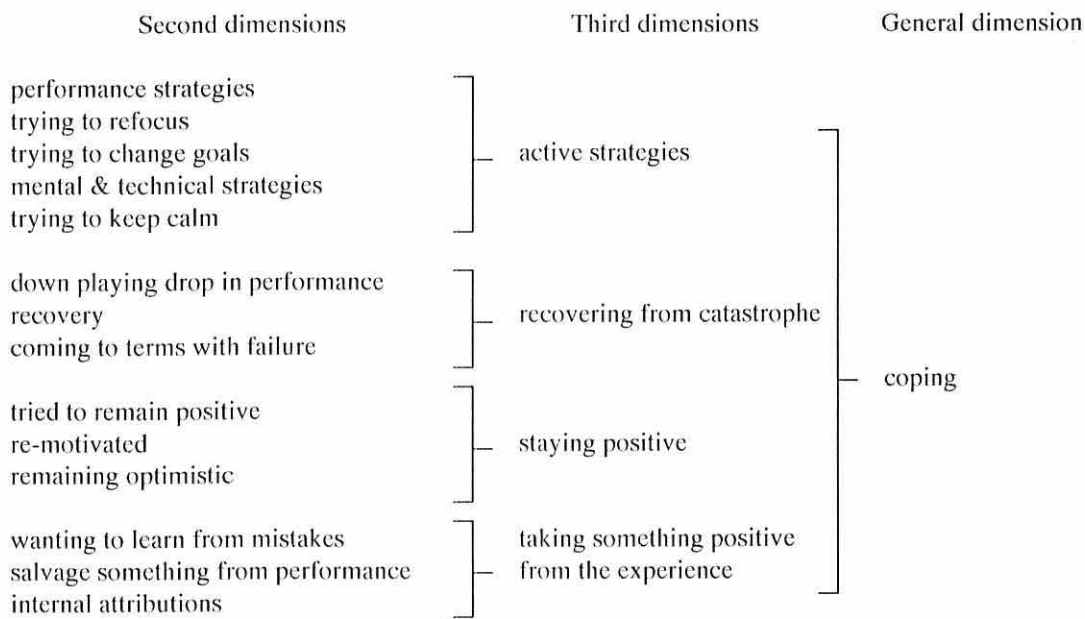 Second dimensions Third dimensions General dimension
performance strategies
trying to refocus
trying to change goals
active strategies
mental & technical strategies
trying to keep calm
down playing drop in performance
recovery
recovering from catastrophe
coming to terms with failure
coping
tried to remain positive
re-motivated
staying positive
remaining optimistic
wanting to learn from mistakes
salvage something from performance
internal attributions
taking something positive
from the experience